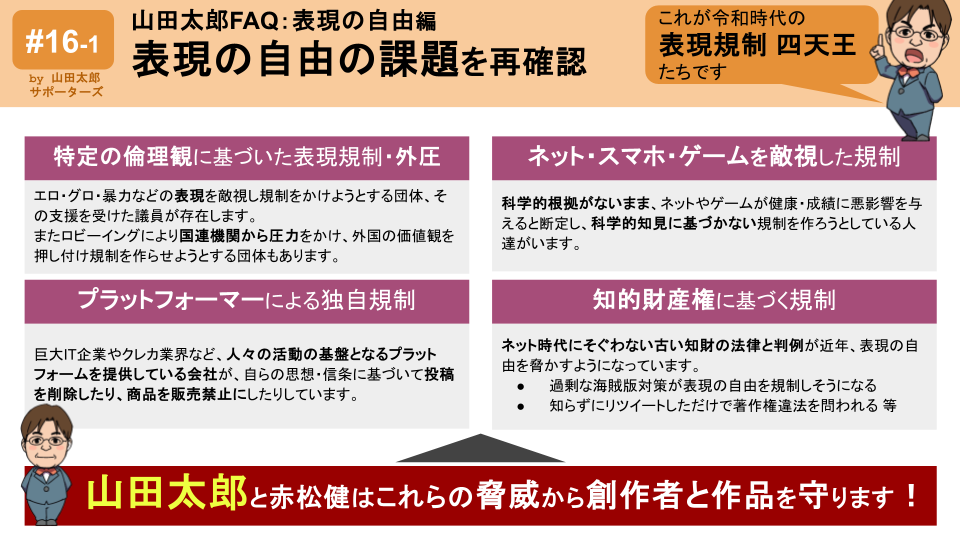 #16-1
by 山田太郎
サポーターズ
山田太郎FAQ：表現の自由編
表現の自由の課題を再確認
これが令和時代の
表現規制 四天王
たちです
特定の倫理観に基づいた表現規制・外圧
エロ・グロ・暴力などの表現を敵視し規制をかけようとする団体、そ
の支援を受けた議員が存在します。
またロビーイングにより国連機関から圧力をかけ、外国の価値観を
押し付け規制を作らせようとする団体もあります。
ネット・スマホ・ゲームを敵視した規制
科学的根拠がないまま、ネットやゲームが健康・成績に悪影響を与
えると断定し、科学的知見に基づかない規制を作ろうとしている人
達がいます。
プラットフォーマーによる独自規制
巨大IT企業やクレカ業界など、人々の活動の基盤となるプラット
フォームを提供している会社が、自らの思想・信条に基づいて投稿
を削除したり、商品を販売禁止にしたりしています。
知的財産権に基づく規制
ネット時代にそぐわない古い知財の法律と判例が近年、表現の自
由を脅かすようになっています。
● 過剰な海賊版対策が表現の自由を規制しそうになる
● 知らずにリツイートしただけで著作権違法を問われる 等
山田太郎と赤松健はこれらの脅威から創作者と作品を守ります！